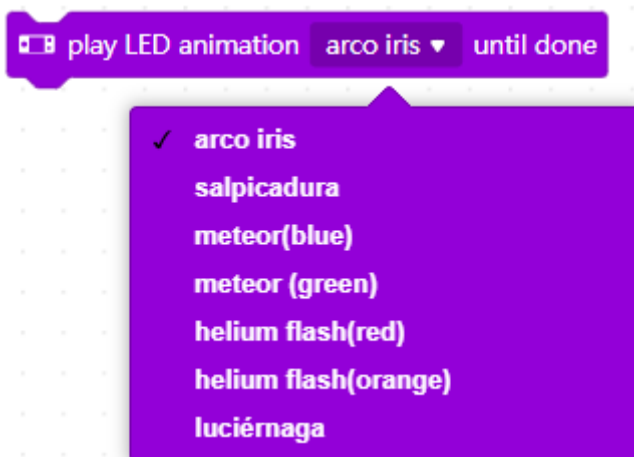 play LED animation arco iris until done
arco iris
salpicadura
meteor(blue)
meteor (green)
helium flash(red)
helium flash(orange)
luciérnaga